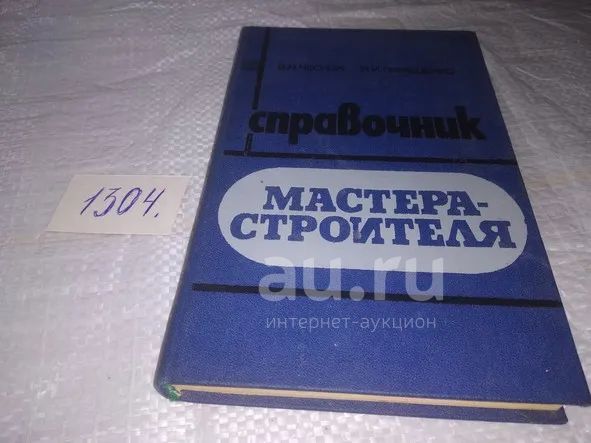 справочник
МАСТЕРА-
СТРОИТЕЛЯ
1304.
au.ru
интернет-аукцион